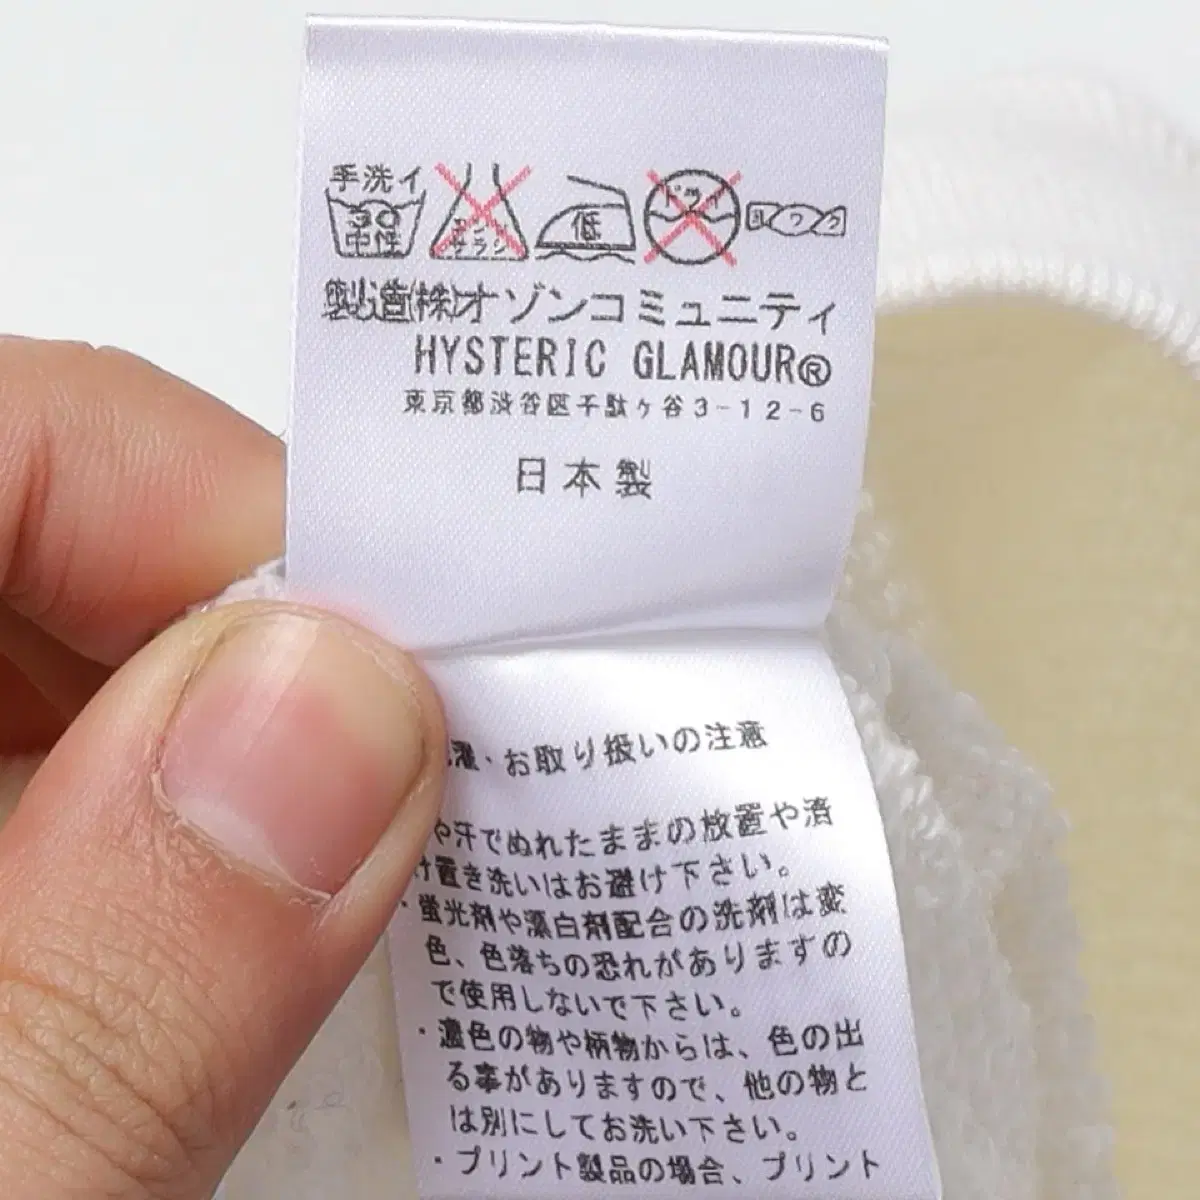 手洗イ
30
中性
エンソ
サラシ
低
ドライ
ヨワク
製造(株)オゾンコミュニティ
HYSTERIC GLAMOUR®
東京都渋谷区千駄ケ谷3-12-6
日本製
濯・お取り扱いの注意
や汗でぬれたままの放置や済
け置き洗いはお避け下さい。
・蛍光剤や漂白剤配合の洗剤は変
色、色落ちの恐れがありますの
で使用しないで下さい。
・濃色の物や柄物からは、色の出
る事がありますので、他の物と
は別にしてお洗い下さい。
・プリント製品の場合、プリント